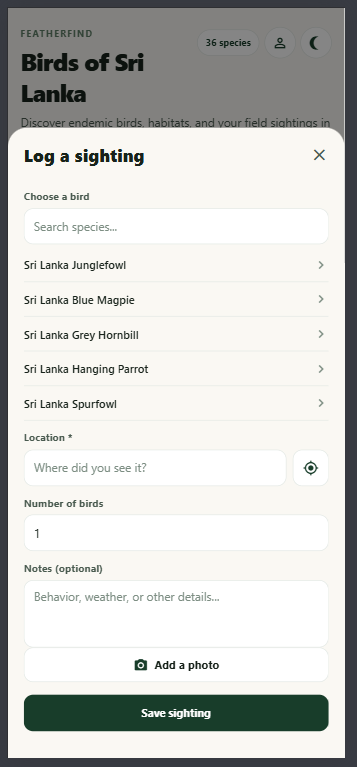 FEATHERFIND
36 species
Birds of Sri
Lanka
Discover endemic birds, habitats, and your field sightings in
Log a sighting
Choose a bird
Search species...
Sri Lanka Junglefowl
Sri Lanka Blue Magpie
Sri Lanka Grey Hornbill
Sri Lanka Hanging Parrot
Sri Lanka Spurfowl
Location *
Where did you see it?
Number of birds
1
Notes (optional)
Behavior, weather, or other details...
Add a photo
Save sighting